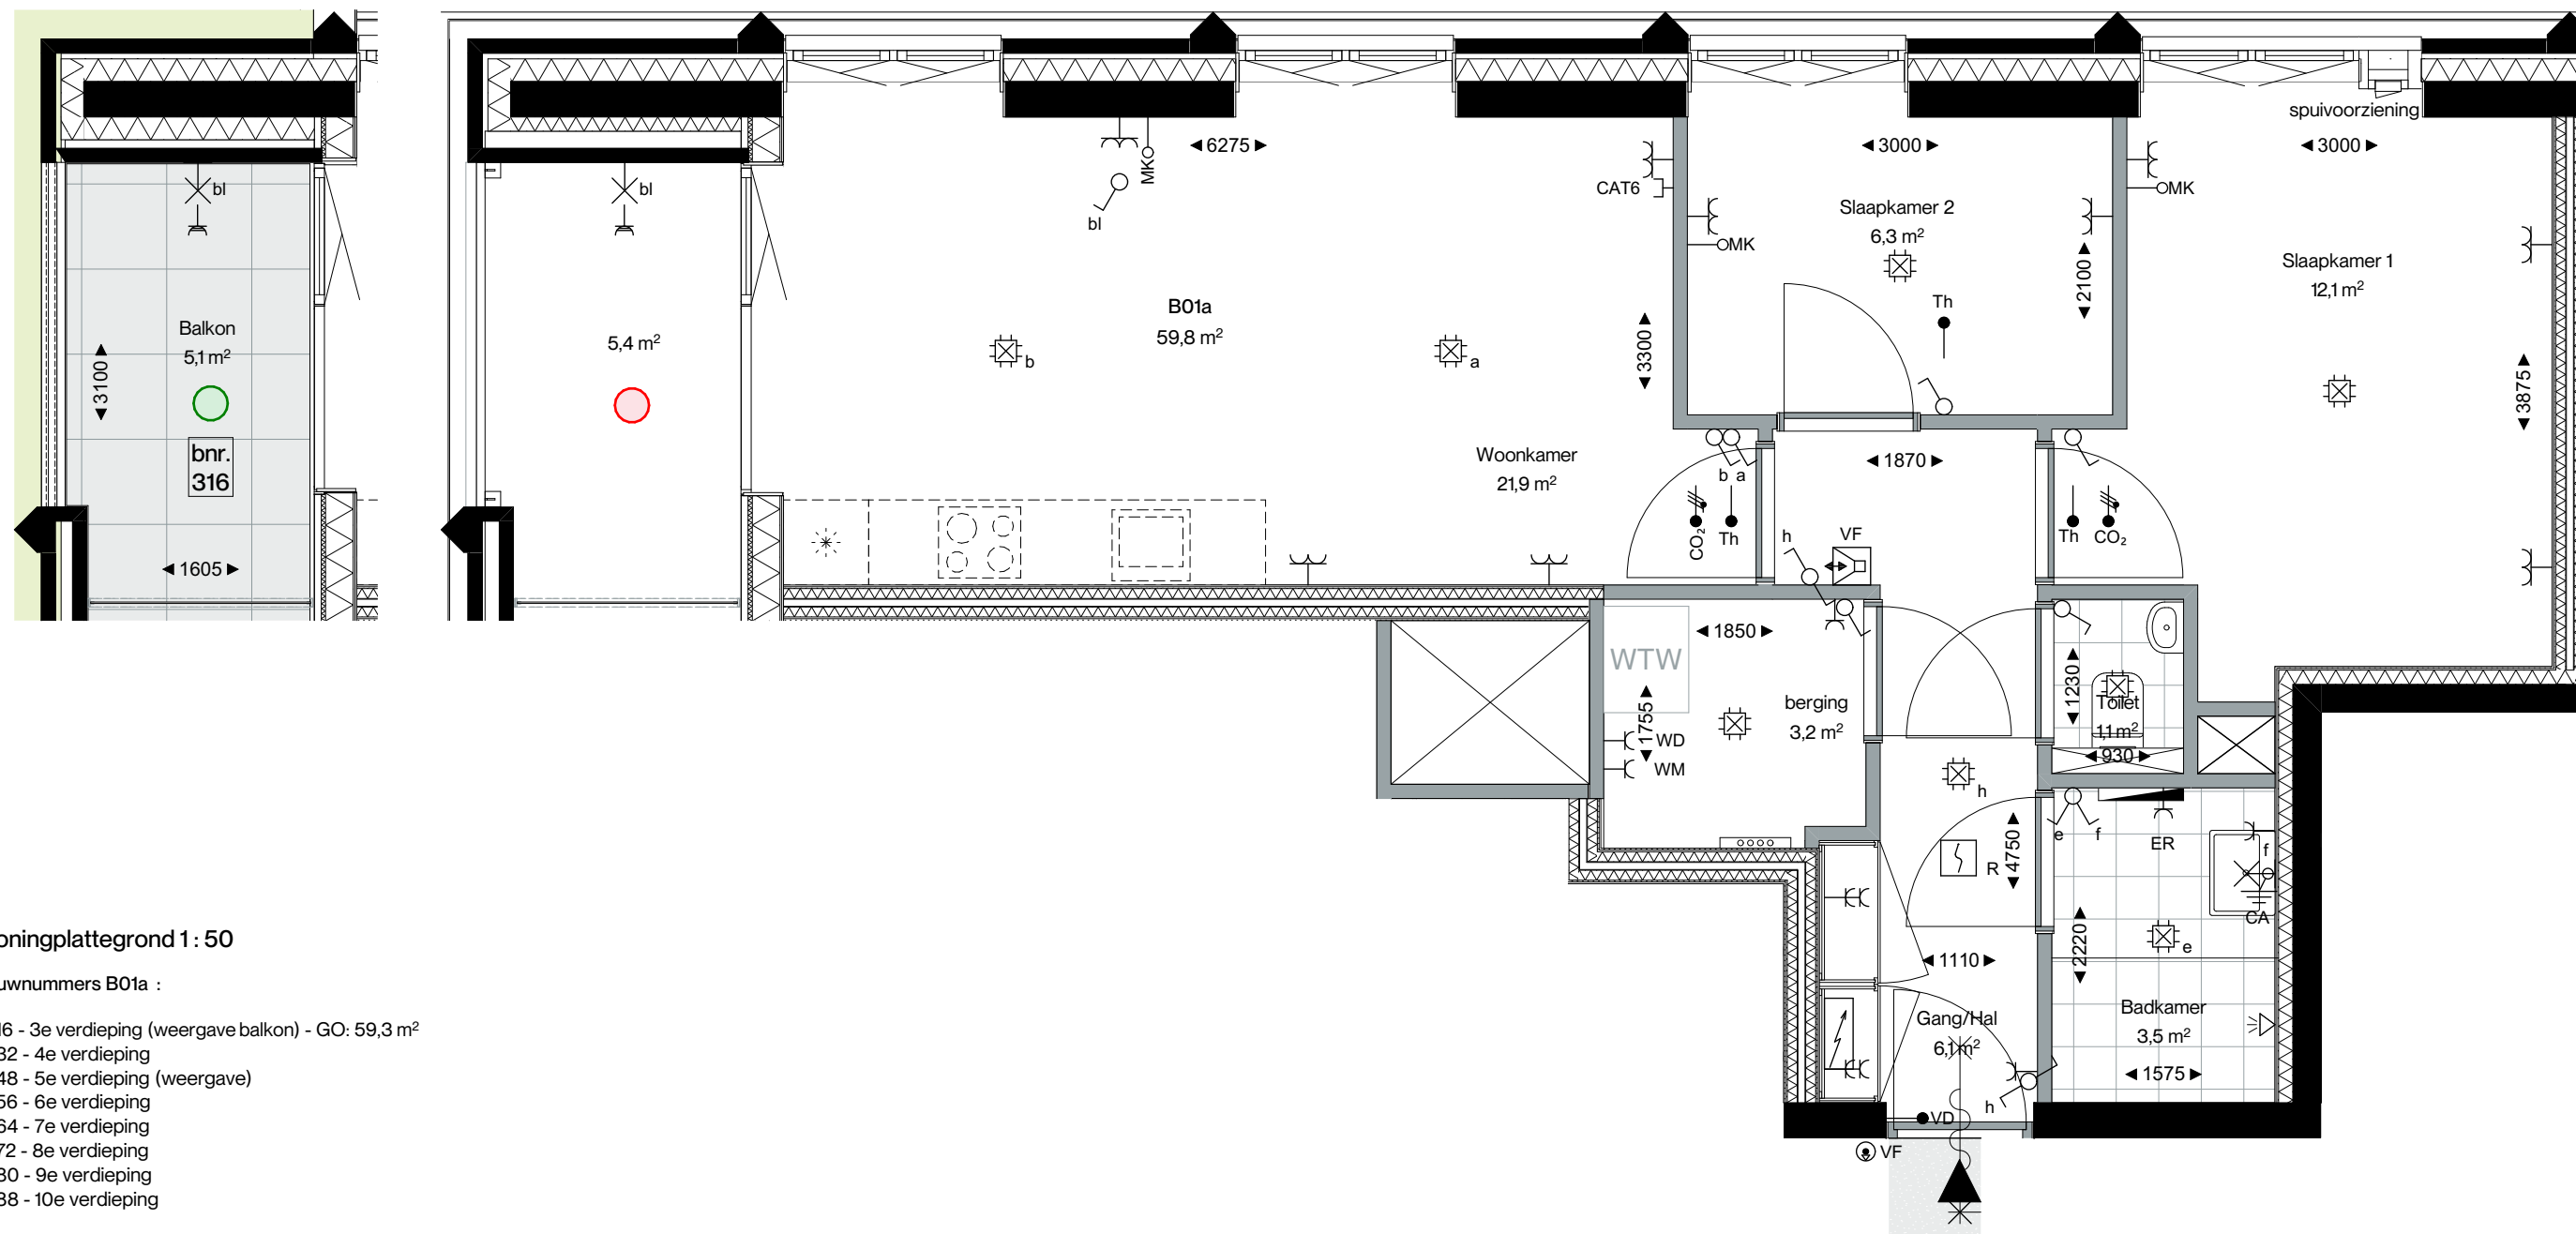 spuivoorziening
6275
3000
3000
bl
bl
MK
bl
CAT6
MK
MK
Slaapkamer 2
6,3 m²
2100
Slaapkamer 1
12,1 m²
Th
B01a
59,8 m²
Balkon
5,1 m²
3100
5,4 m²
b
a
3300
3875
bnr.
316
Woonkamer
21,9 m²
b a
1870
CO₂
Th
h
VF
Th
CO₂
1605
WTW
1850
1755
berging
3,2 m²
WD
WM
1230
Toilet
1,1 m²
930
h
R
4750
e
f
ER
f
CA
e
2220
1110
Gang/Hal
6,1 m²
Badkamer
3,5 m²
1575
h
VD
VF
oningplattegrond 1 : 50
uwnummers B01a :
16 - 3e verdieping (weergave balkon) - GO: 59,3 m²
32 - 4e verdieping
48 - 5e verdieping (weergave)
56 - 6e verdieping
64 - 7e verdieping
72 - 8e verdieping
80 - 9e verdieping
88 - 10e verdieping